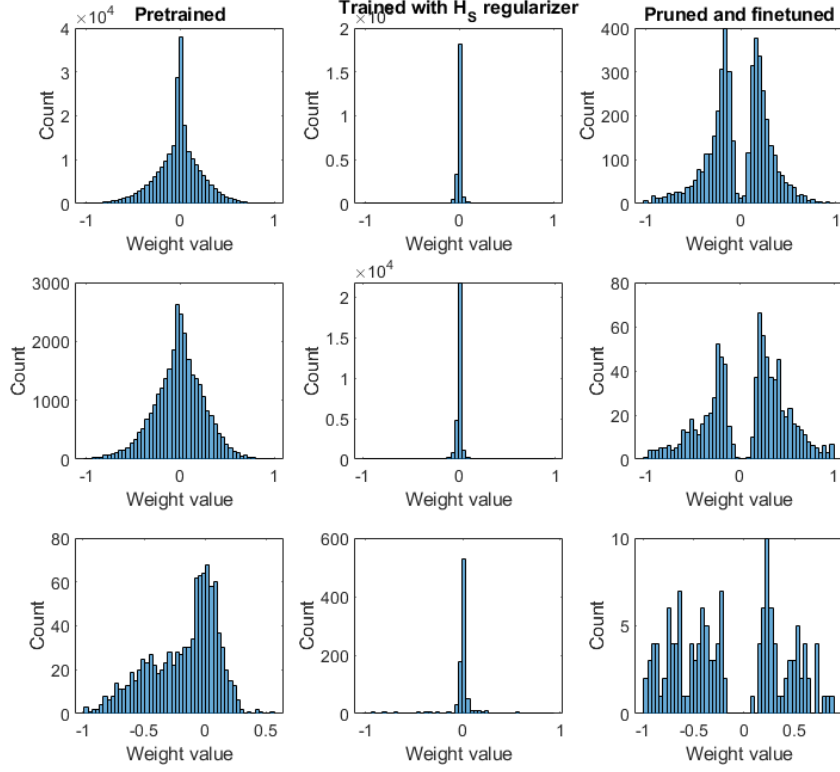 Pretrained
Trained with H_S regularizer
Pruned and finetuned
×10^4
4
3
2
1
0
Count
-1 0 1
Weight value
2
1.5
1
0.5
0
Count
-1 0 1
Weight value
400
300
200
100
0
Count
-1 0 1
Weight value
3000
2000
1000
0
Count
-1 0 1
Weight value
×10^4
2
1.5
1
0.5
0
Count
-1 0 1
Weight value
80
60
40
20
0
Count
-1 0 1
Weight value
80
60
40
20
0
Count
-1 -0.5 0 0.5
Weight value
600
400
200
0
Count
-1 0 1
Weight value
10
5
0
Count
-1 -0.5 0 0.5
Weight value